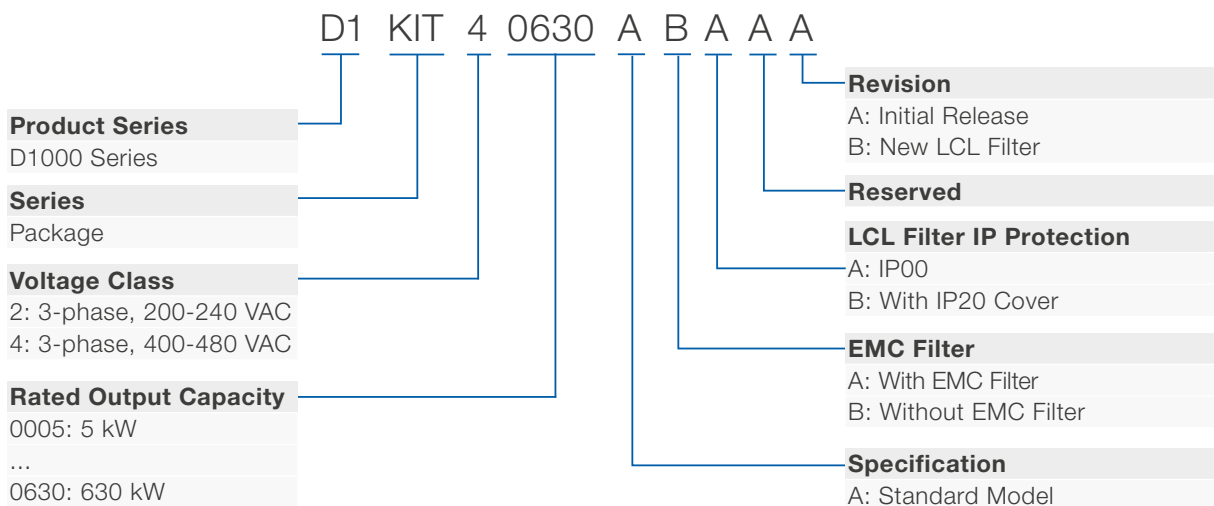 D1 KIT 4 0630 A B A A A
Product Series
D1000 Series
Series
Package
Voltage Class
2: 3-phase, 200-240 VAC
4: 3-phase, 400-480 VAC
Rated Output Capacity
0005: 5 kW
...
0630: 630 kW
Revision
A: Initial Release
B: New LCL Filter
Reserved
LCL Filter IP Protection
A: IP00
B: With IP20 Cover
EMC Filter
A: With EMC Filter
B: Without EMC Filter
Specification
A: Standard Model